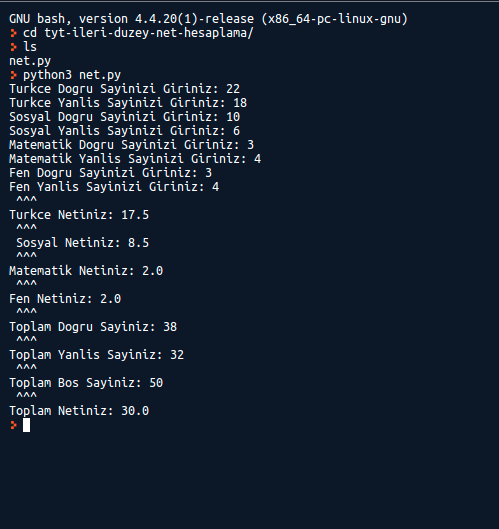 GNU bash, version 4.4.20(1)-release (x86_64-pc-linux-gnu)
> cd tyt-ileri-duzey-net-hesaplama/
> ls
net.py
> python3 net.py
Turkce Dogru Sayinizi Giriniz: 22
Turkce Yanlis Sayinizi Giriniz: 18
Sosyal Dogru Sayinizi Giriniz: 10
Sosyal Yanlis Sayinizi Giriniz: 6
Matematik Dogru Sayinizi Giriniz: 3
Matematik Yanlis Sayinizi Giriniz: 4
Fen Dogru Sayinizi Giriniz: 3
Fen Yanlis Sayinizi Giriniz: 4
 ^^^
Turkce Netiniz: 17.5
 ^^^
 Sosyal Netiniz: 8.5
 ^^^
Matematik Netiniz: 2.0
 ^^^
Fen Netiniz: 2.0
 ^^^
Toplam Dogru Sayiniz: 38
 ^^^
Toplam Yanlis Sayiniz: 32
 ^^^
Toplam Bos Sayiniz: 50
 ^^^
Toplam Netiniz: 30.0
>